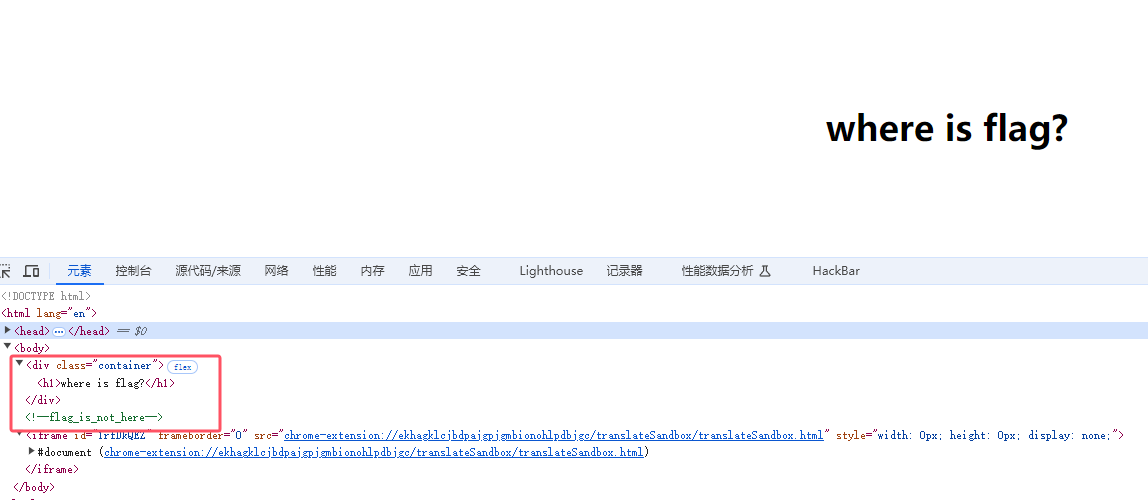 where is flag?
元素 控制台 源代码/来源 网络 性能 内存 应用 安全 Lighthouse 记录器 性能数据分析 HackBar
<!DOCTYPE html>
<html lang="en">
<head>…</head> == $0
<body>
<div class="container"> flex
<h1>where is flag?</h1>
</div>
<!--flag_is_not_here-->
frameborder="0" src="chrome-extension://ekhagklcjbdpajgpjgmbionohlpdbjgc/translateSandbox/translateSandbox.html" style="width: 0px; height: 0px; display: none;">
#document (chrome-extension://ekhagklcjbdpajgpjgmbionohlpdbjgc/translateSandbox/translateSandbox.html)
</iframe>
</body>